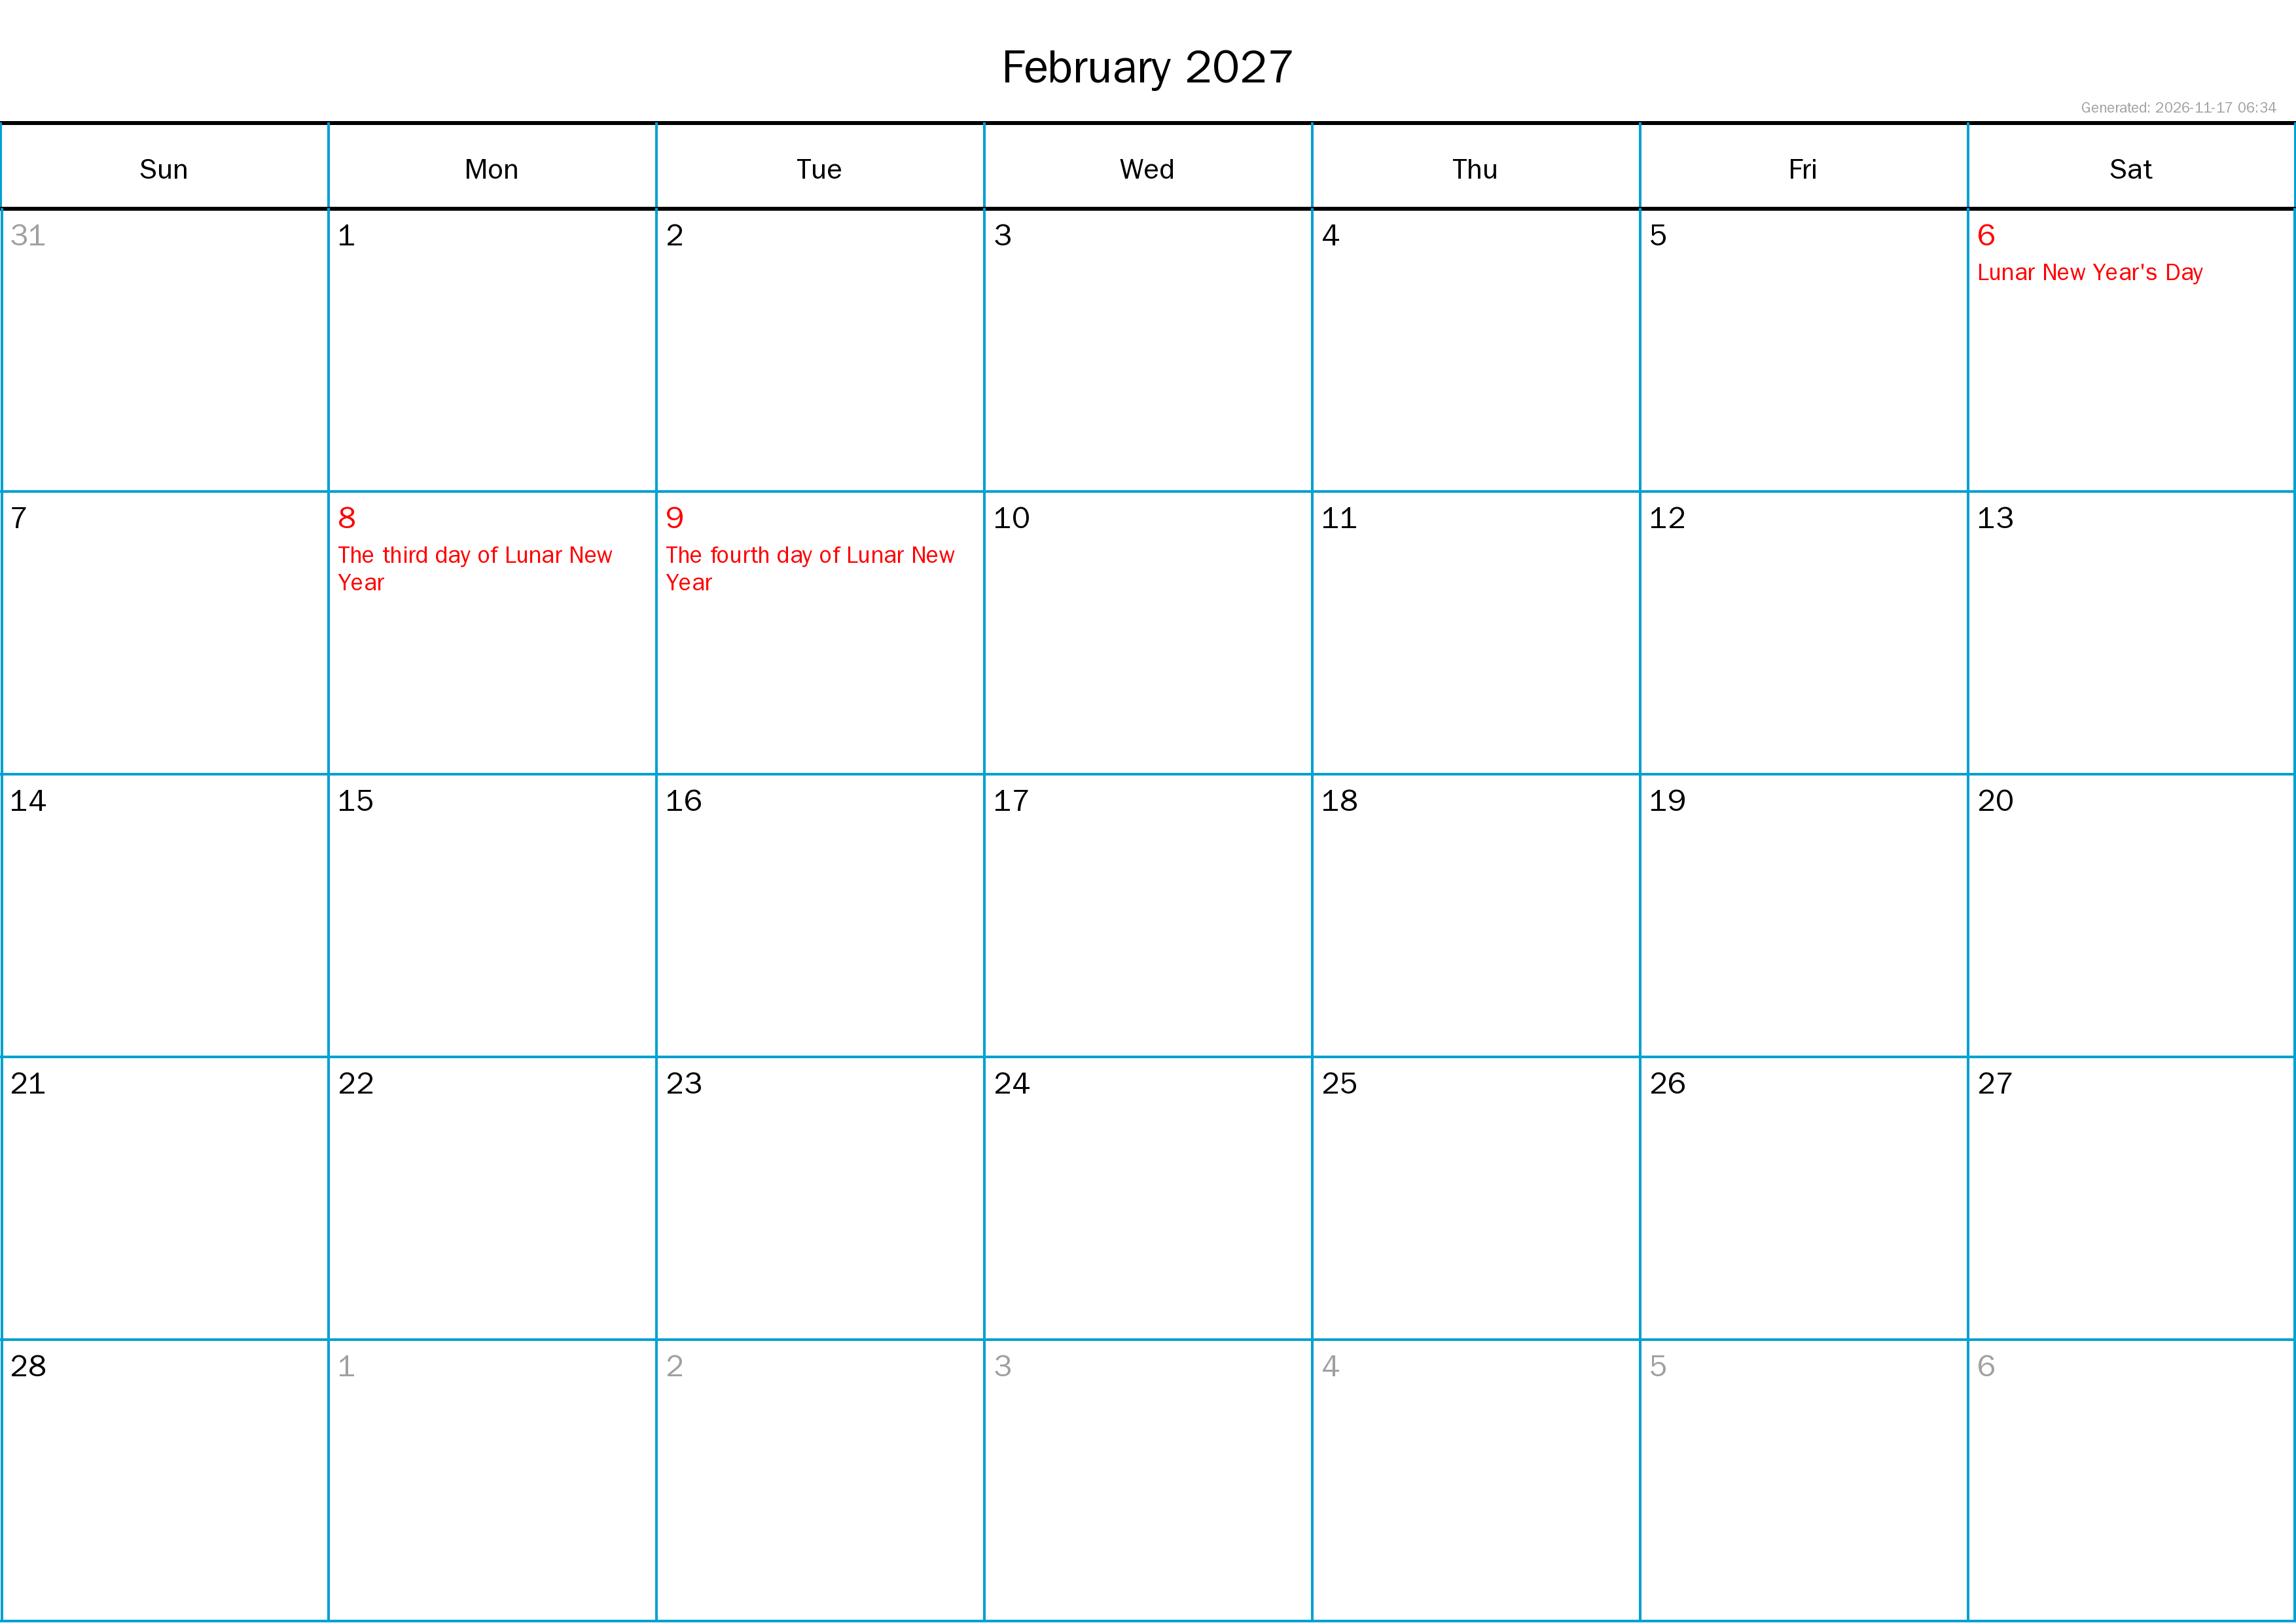 February 2027
Generated: 2026-11-17 06:34
Sun Mon Tue Wed Thu Fri Sat
31 1 2 3 4 5 6
Lunar New Year's Day
7 8 9 10 11 12 13
The third day of Lunar New
Year
The fourth day of Lunar New
Year
14 15 16 17 18 19 20
21 22 23 24 25 26 27
28 1 2 3 4 5 6